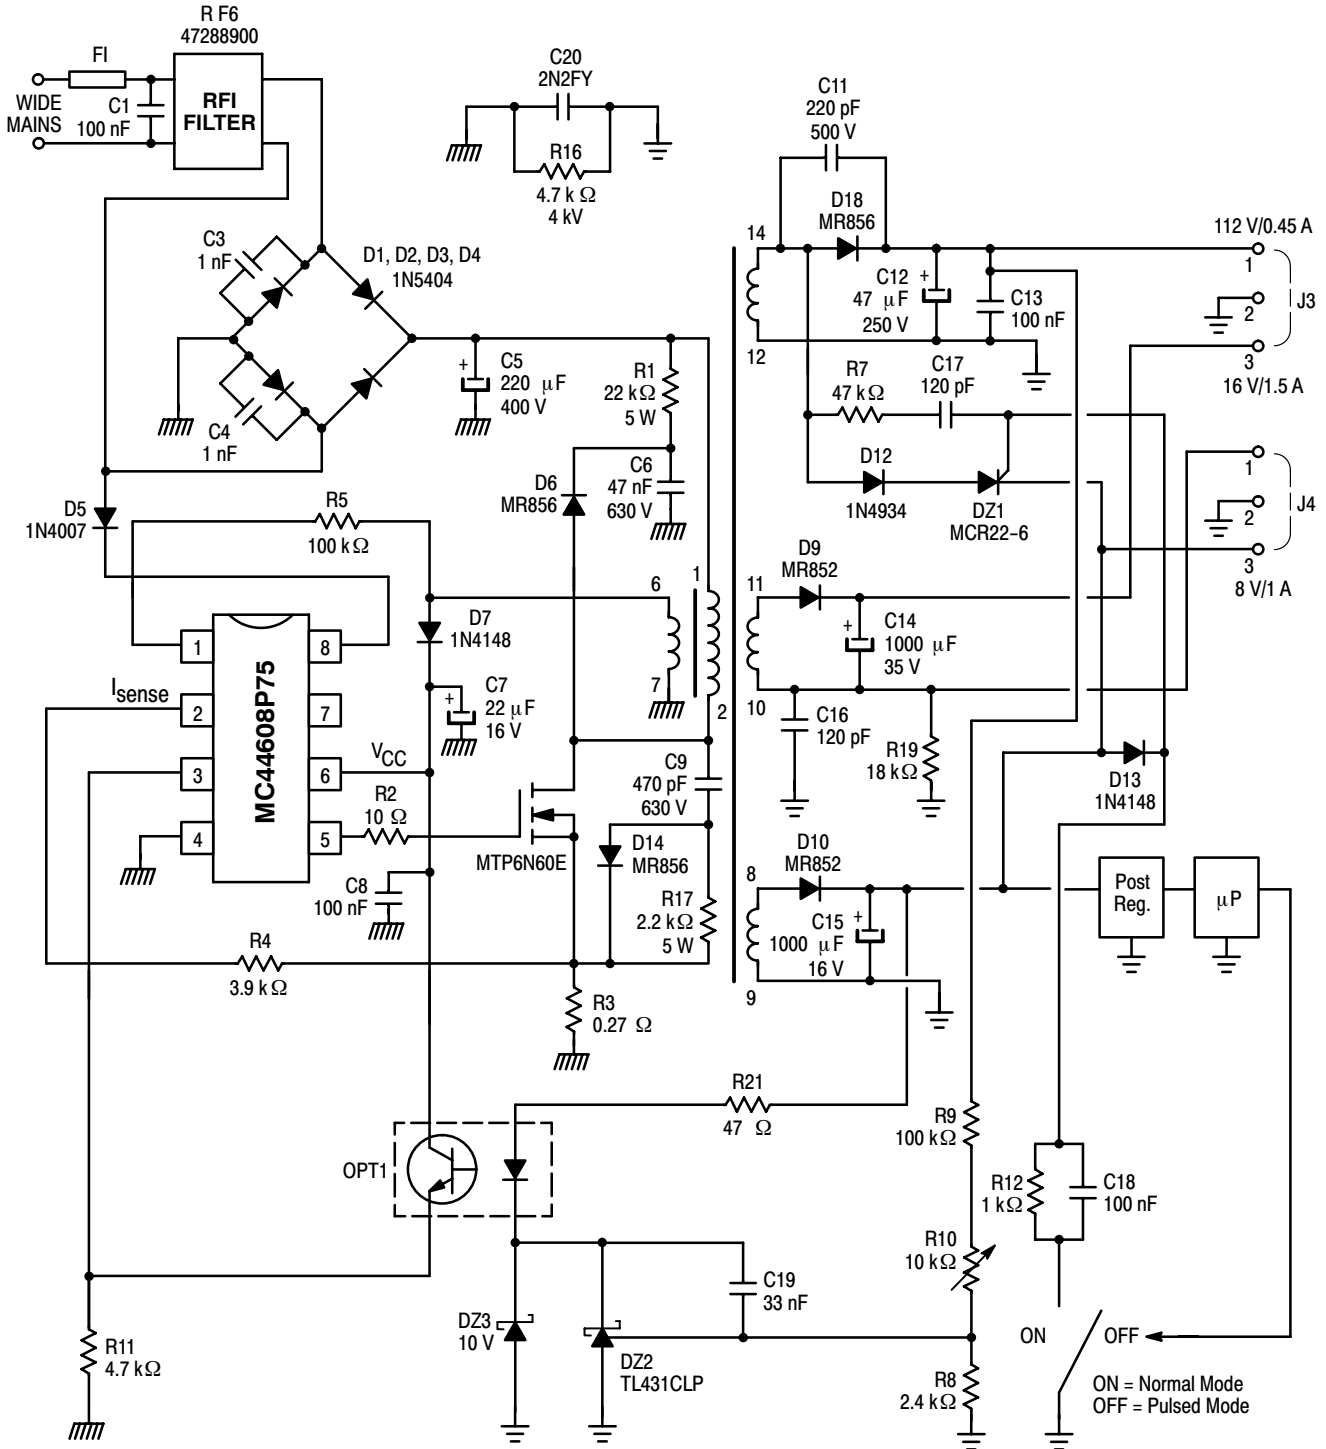 R F6
47288900
FI
WIDE
MAINS
C1
100 nF
RFI
FILTER
C20
2N2FY
R16
4.7 k Ω
4 kV
C11
220 pF
500 V
D18
MR856
14
12
C12
47 µF
250 V
C13
100 nF
112 V/0.45 A
1
2
3
J3
16 V/1.5 A
C3
1 nF
D1, D2, D3, D4
1N5404
C4
1 nF
C5
220 µF
400 V
R1
22 kΩ
5 W
R7
47 kΩ
C17
120 pF
D12
1N4934
DZ1
MCR22-6
1
2
3
J4
8 V/1 A
D5
1N4007
R5
100 kΩ
D6
MR856
C6
47 nF
630 V
D9
MR852
11
10
C14
1000 µF
35 V
6
7
1
2
D7
1N4148
C7
22 µF
16 V
Isense
MC44608P75
1
2
3
4
8
7
6
5
VCC
R2
10 Ω
C8
100 nF
MTP6N60E
C9
470 pF
630 V
D14
MR856
R17
2.2 kΩ
5 W
C16
120 pF
R19
18 kΩ
D13
1N4148
D10
MR852
8
9
C15
1000 µF
16 V
Post
Reg.
µP
R4
3.9 kΩ
R3
0.27 Ω
R21
47 Ω
OPT1
R9
100 kΩ
R12
1 kΩ
C18
100 nF
R10
10 kΩ
C19
33 nF
DZ3
10 V
DZ2
TL431CLP
R11
4.7 kΩ
R8
2.4 kΩ
ON
OFF
ON = Normal Mode
OFF = Pulsed Mode